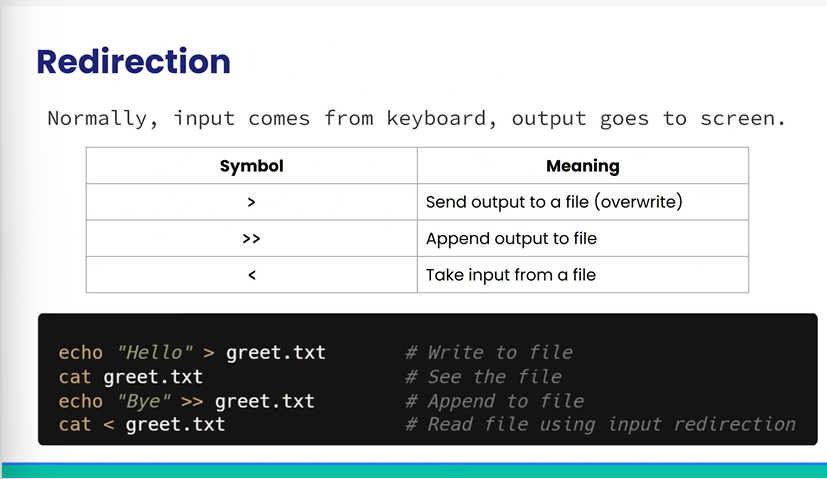 Redirection
Normally, input comes from keyboard, output goes to screen.
Symbol Meaning
> Send output to a file (overwrite)
>> Append output to file
< Take input from a file
echo "Hello" > greet.txt # Write to file
cat greet.txt # See the file
echo "Bye" >> greet.txt # Append to file
cat < greet.txt # Read file using input redirection